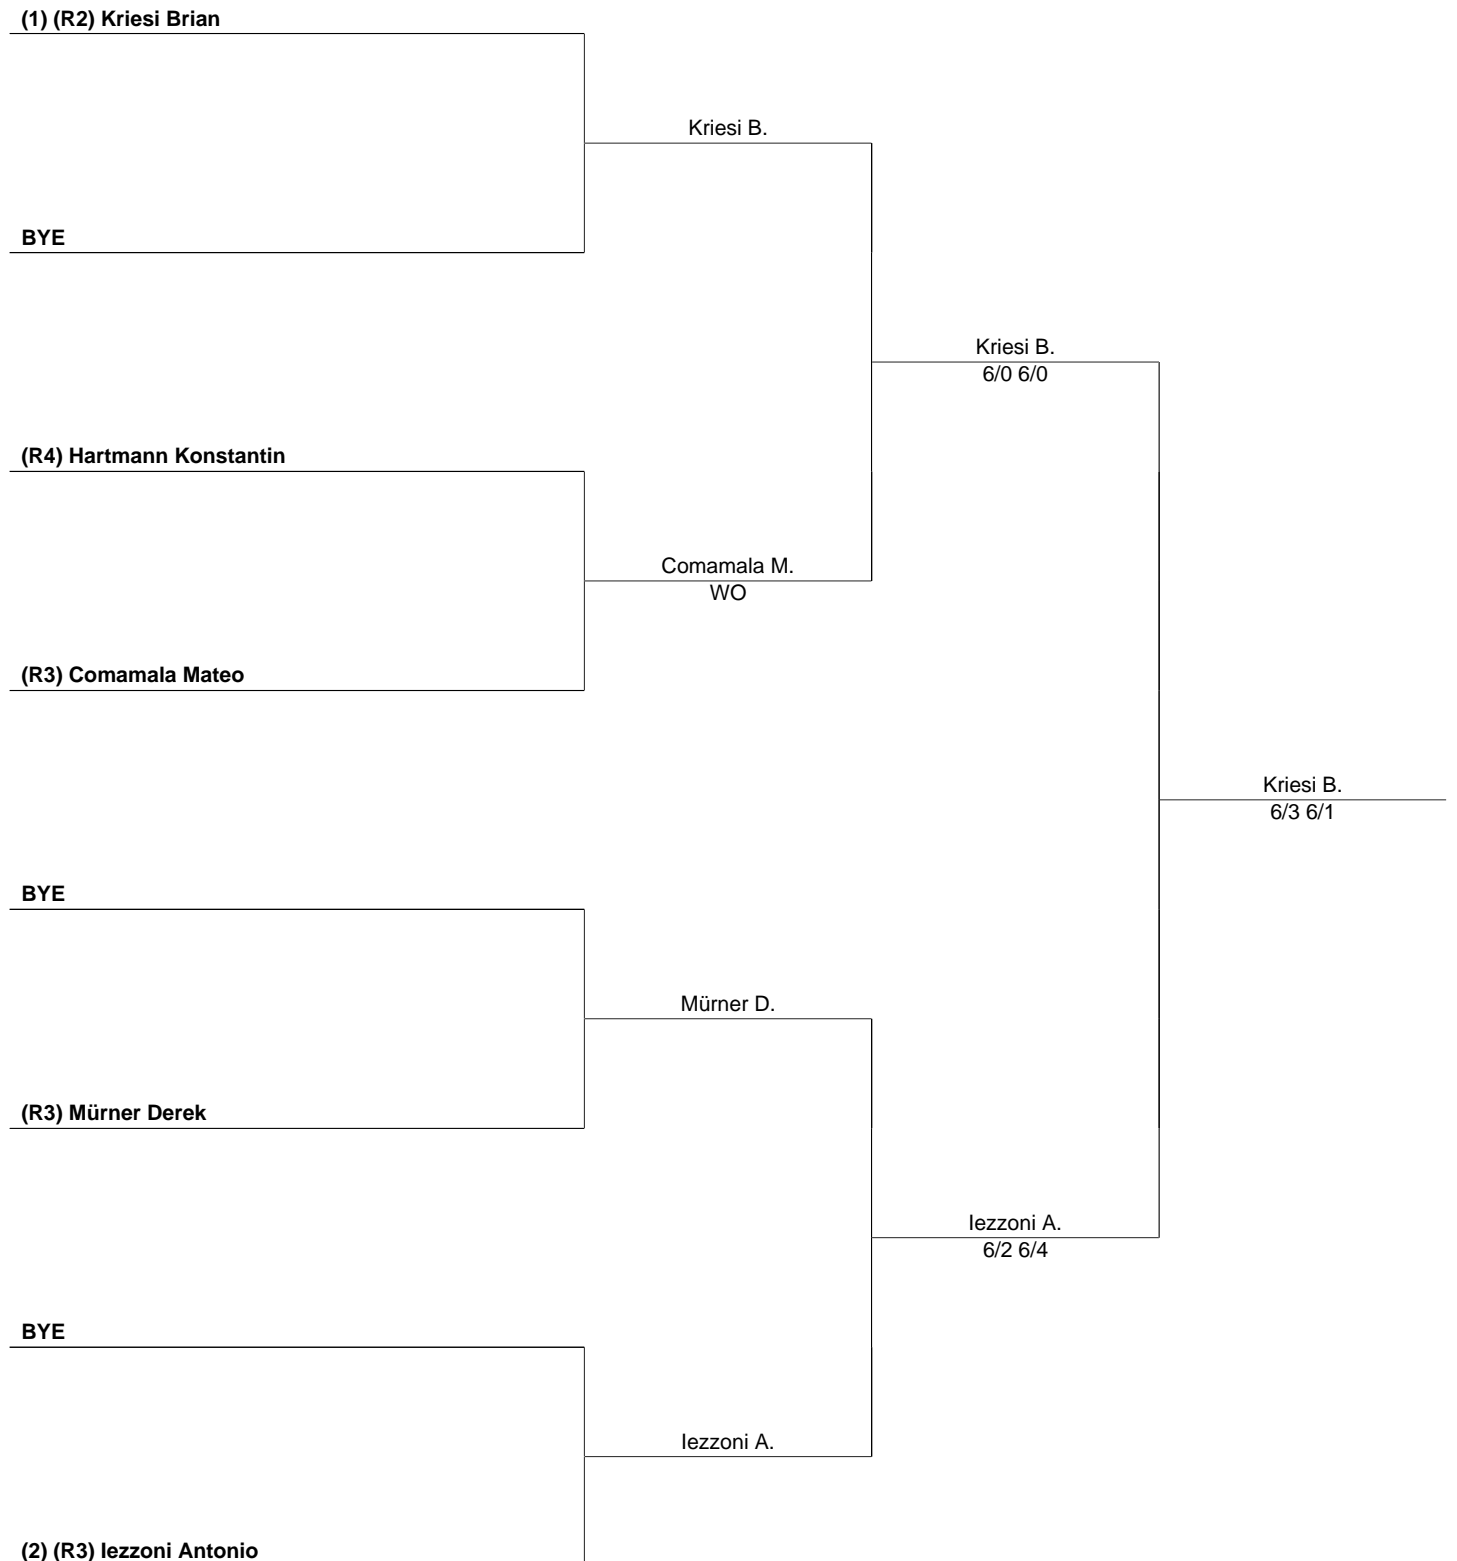 (1) (R2) Kriesi Brian
Kriesi B.
BYE
Kriesi B.
6/0 6/0
(R4) Hartmann Konstantin
Comamala M.
WO
(R3) Comamala Mateo
Kriesi B.
6/3 6/1
BYE
Mürner D.
(R3) Mürner Derek
Iezzoni A.
6/2 6/4
BYE
Iezzoni A.
(2) (R3) Iezzoni Antonio